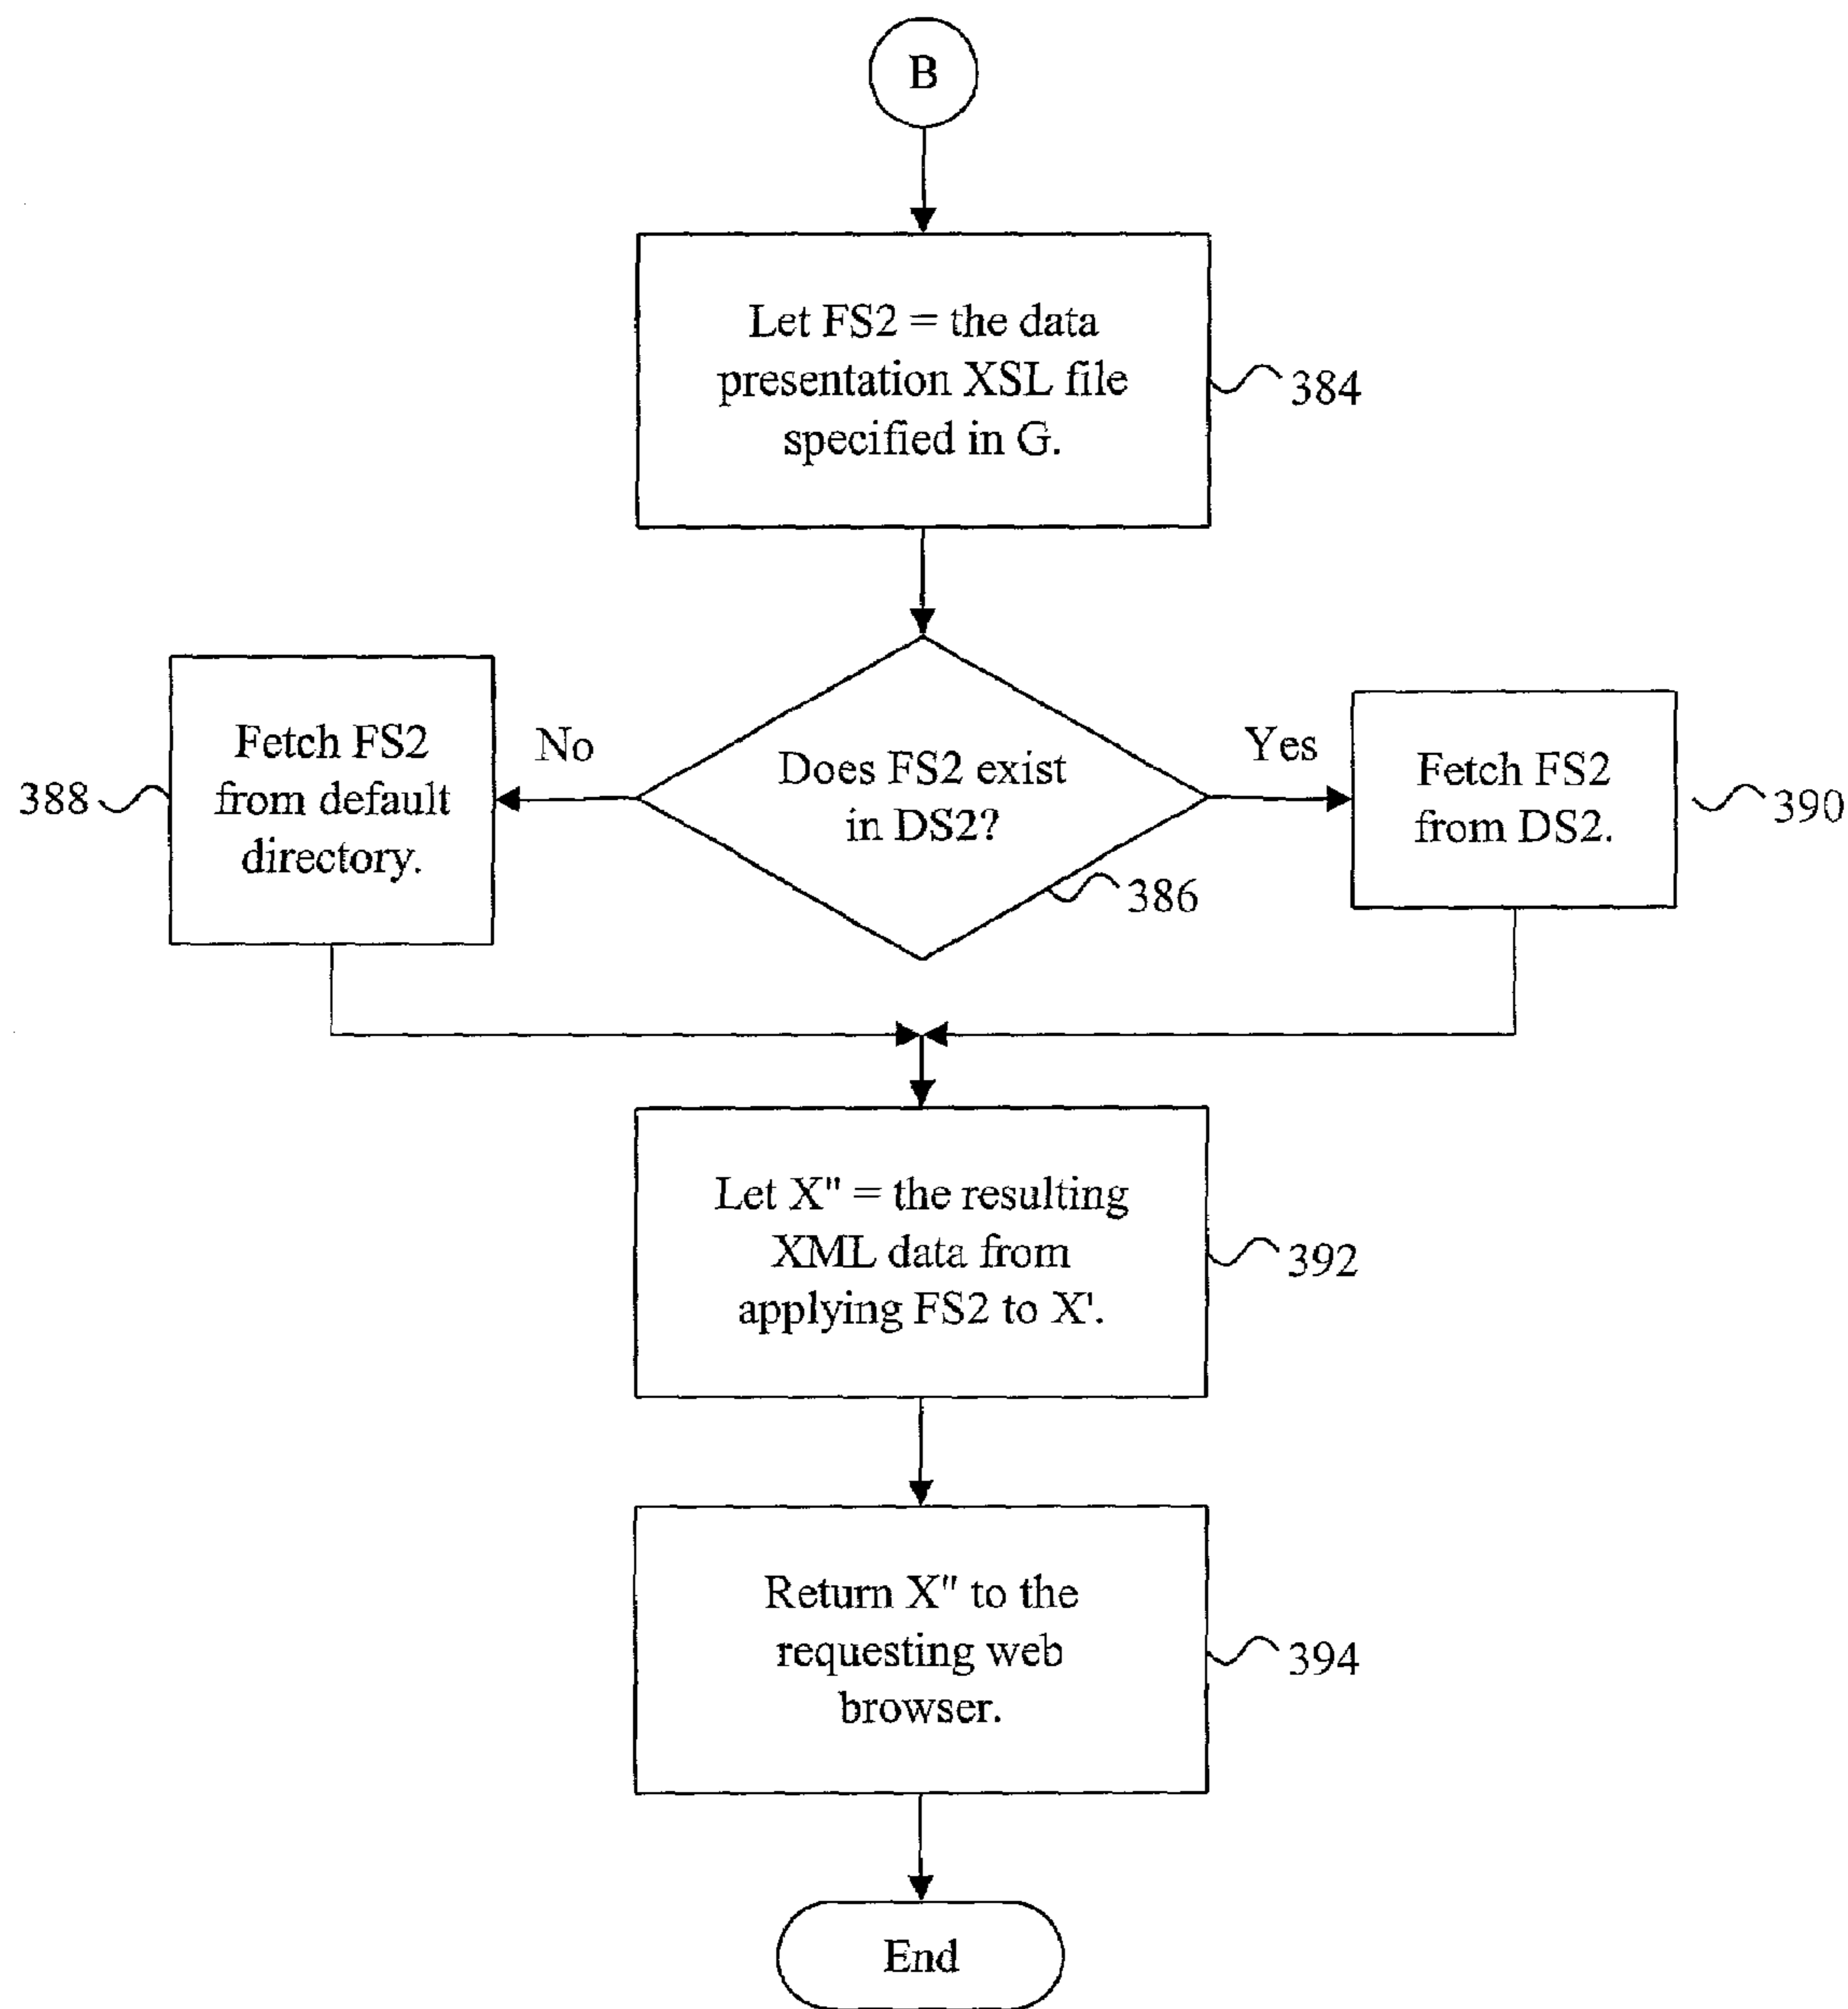 B
Let FS2 = the data
presentation XSL file
specified in G.
384
No
Yes
Fetch FS2
from default
directory.
388
Does FS2 exist
in DS2?
386
Fetch FS2
from DS2.
390
Let X" = the resulting
XML data from
applying FS2 to X'.
392
Return X" to the
requesting web
browser.
394
End